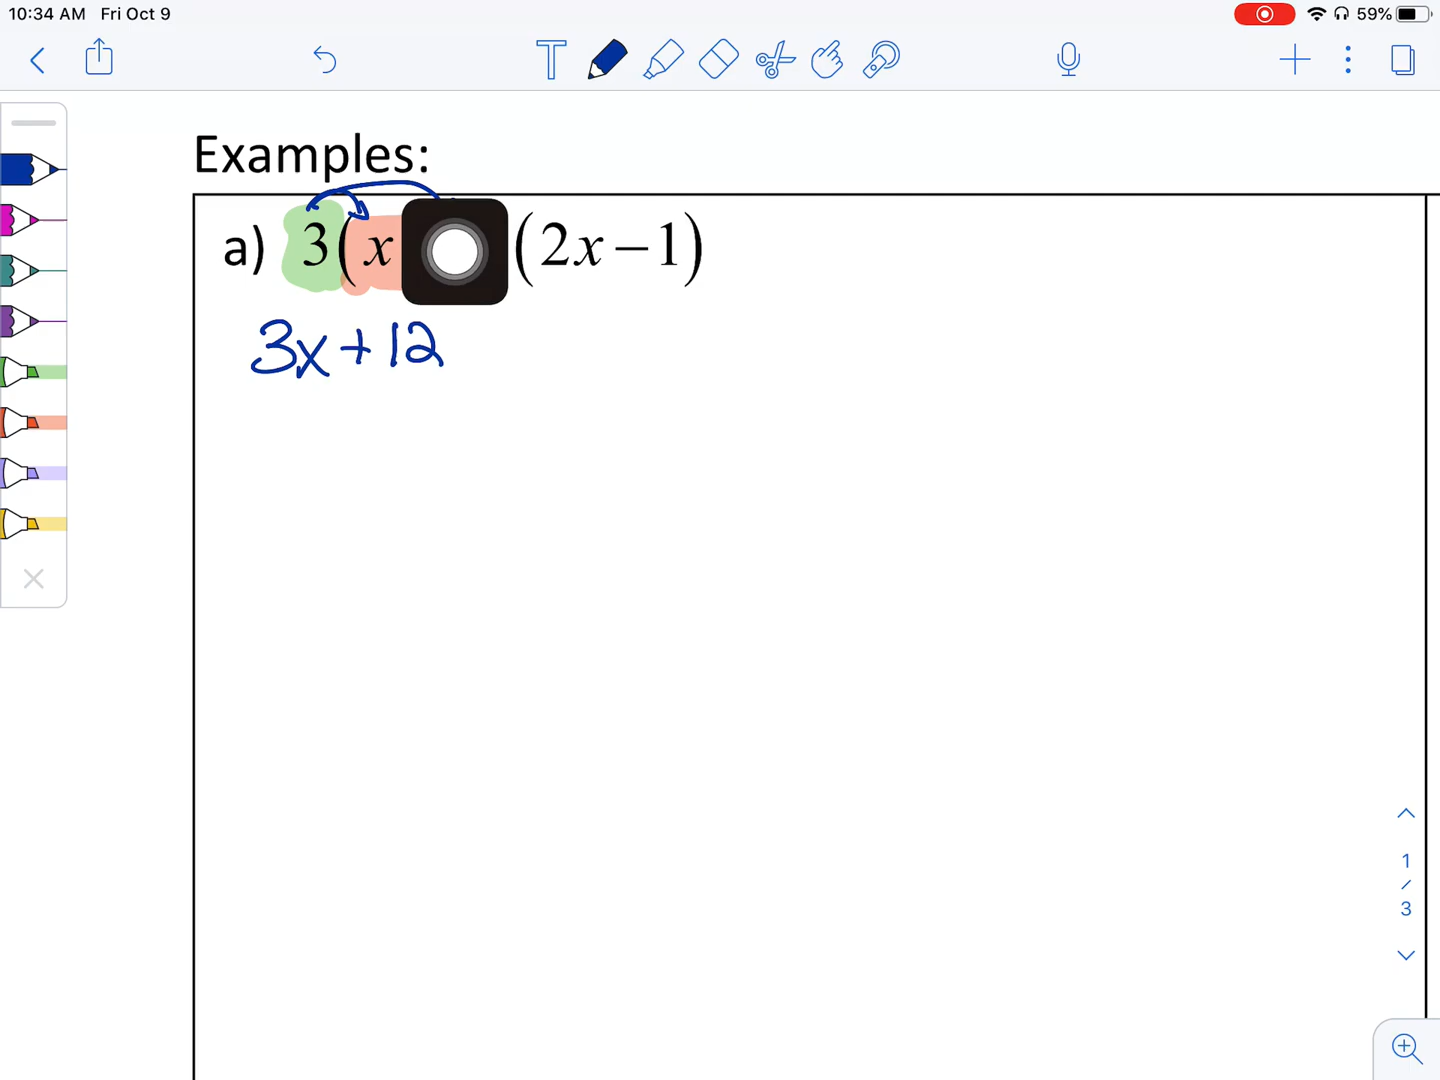 10:34 AM Fri Oct 9
59%
Examples:
a) 3(x (2x−1)
3x+12
1
/
3